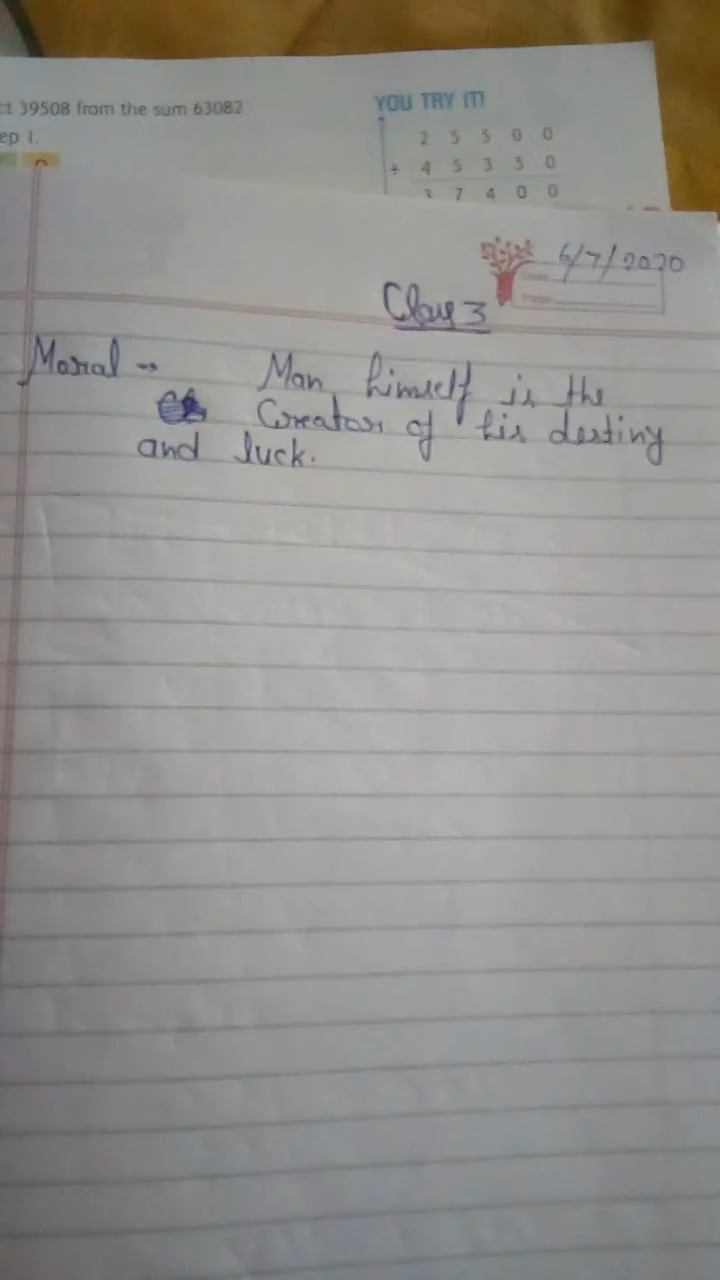 ct 39508 from the sum 63082
ep 1.
YOU TRY IT!
2 5 5 0 0
+ 4 5 3 5 0
3 7 4 0 0
6/7/2020
Class 3
Moral → Man himself is the
Creator of his destiny
and luck.